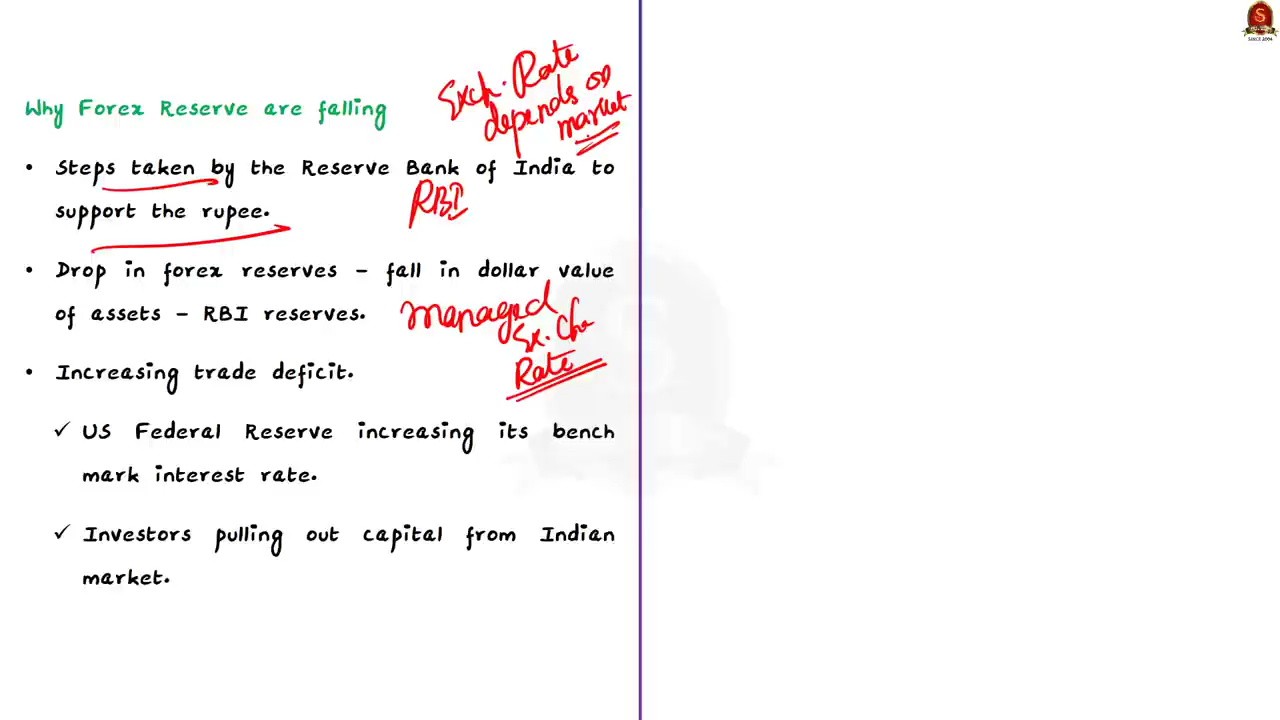 Why Forex Reserve are falling
Exch. Rate
depends on
market
• Steps taken by the Reserve Bank of India to
support the rupee.
RBI
• Drop in forex reserves – fall in dollar value
of assets – RBI reserves.
managed
Ex. Che
Rate
• Increasing trade deficit.
✓ US Federal Reserve increasing its bench
mark interest rate.
✓ Investors pulling out capital from Indian
market.
S
SINCE 2004